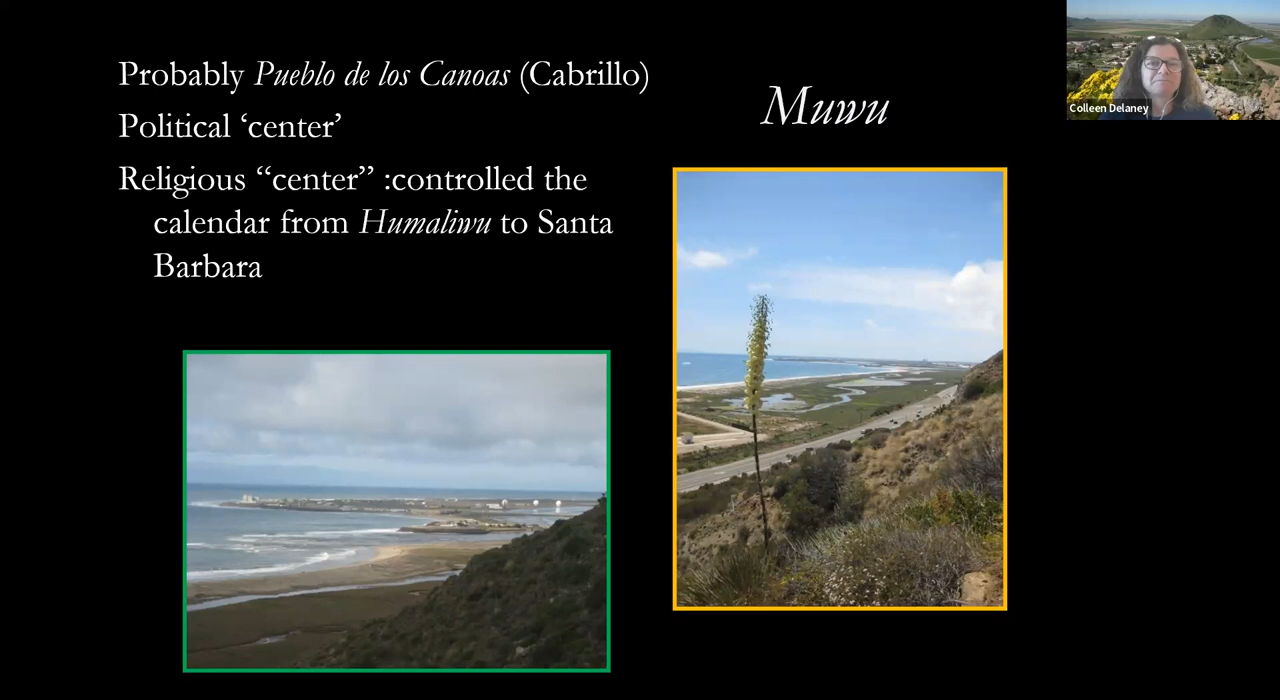 Probably Pueblo de los Canoas (Cabrillo)
Political ‘center’
Religious “center” :controlled the
calendar from Humaliwu to Santa
Barbara
Muwu
Colleen Delaney